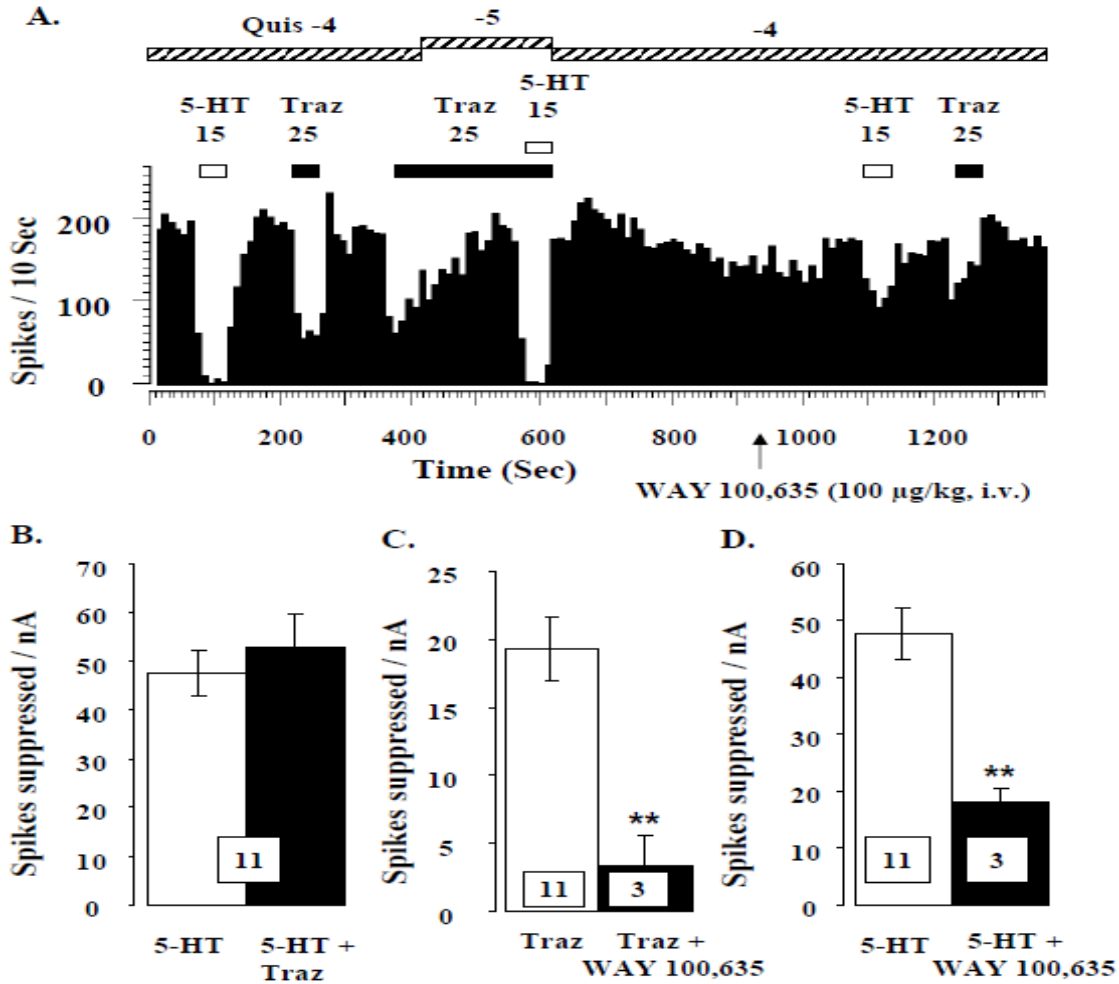 A.
Quis -4
-5
-4
5-HT
15
Traz
25
Traz
25
5-HT
15
5-HT
15
Traz
25
Spikes / 10 Sec
200
100
0
0 200 400 600 800 1000 1200
Time (Sec)
WAY 100,635 (100 µg/kg, i.v.)
B.
Spikes suppressed / nA
70
60
50
40
30
20
10
0
11
5-HT
5-HT +
Traz
C.
Spikes suppressed / nA
25
20
15
10
5
0
**
11
3
Traz
Traz +
WAY 100,635
D.
Spikes suppressed / nA
60
50
40
30
20
10
0
**
11
3
5-HT
5-HT +
WAY 100,635